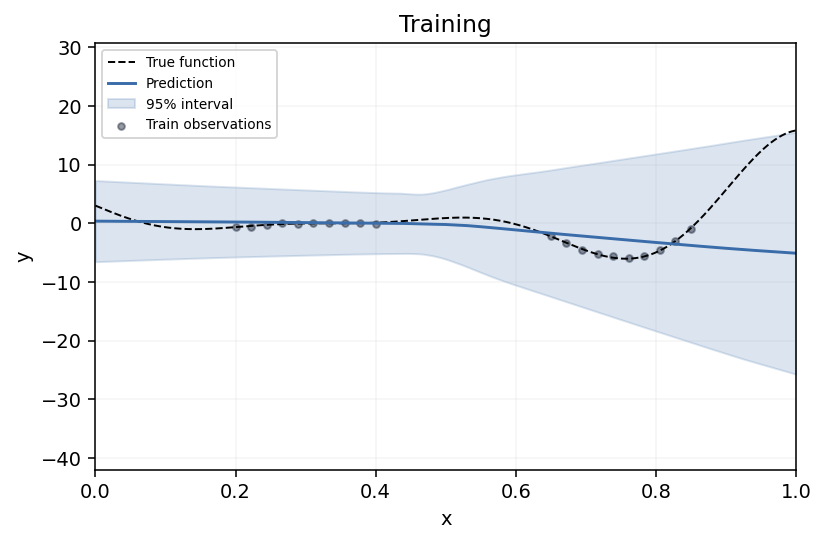 Training
True function
Prediction
95% interval
Train observations
30
20
10
0
−10
−20
−30
−40
y
0.0 0.2 0.4 0.6 0.8 1.0
x